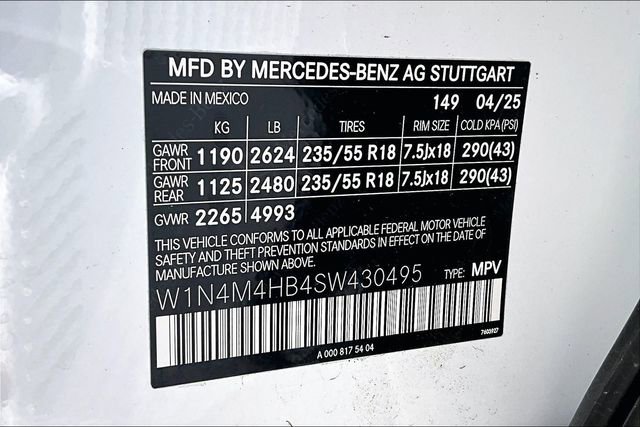 MFD BY MERCEDES-BENZ AG STUTTGART
MADE IN MEXICO 149 04/25
KG LB TIRES RIM SIZE COLD KPA (PSI)
GAWR FRONT 1190 2624 235/55 R18 7.5Jx18 290(43)
GAWR REAR 1125 2480 235/55 R18 7.5Jx18 290(43)
GVWR 2265 4993
THIS VEHICLE CONFORMS TO ALL APPLICABLE FEDERAL MOTOR VEHICLE
SAFETY AND THEFT PREVENTION STANDARDS IN EFFECT ON THE DATE OF
MANUFACTURE SHOWN ABOVE.
W1N4M4HB4SW430495 TYPE: MPV
7600927
A 000 817 54 04